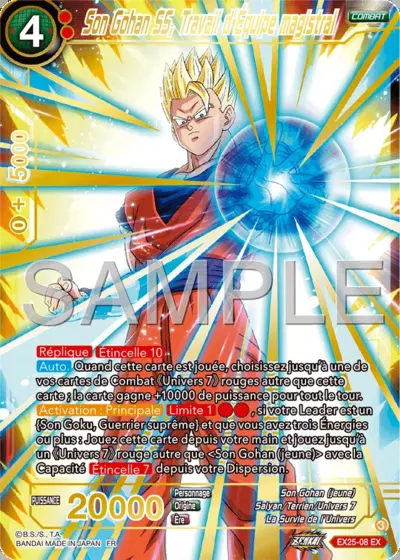 4
Son Gohan SS, Travail d'Équipe magistral
COMBAT
0 + 5000
SAMPLE
Réplique Étincelle 10
Auto Quand cette carte est jouée, choisissez jusqu'à une de
vos cartes de Combat《Univers 7》rouges autre que cette
carte ; la carte gagne +10000 de puissance pour tout le tour.
Activation : Principale Limite 1 , si votre Leader est un
{Son Goku, Guerrier suprême} et que vous avez trois Énergies
ou plus : Jouez cette carte depuis votre main et jouez jusqu'à
un《Univers 7》rouge autre que <Son Gohan (jeune)> avec la
Capacité Étincelle 7 depuis votre Dispersion.
3
PUISSANCE
20000
Personnage Son Gohan (jeune)
Origine Saiyan/Terrien/Univers 7
Ère La Survie de l'Univers
©B.S./S., T.A.
BANDAI MADE IN JAPAN FR
EX25-08 EX